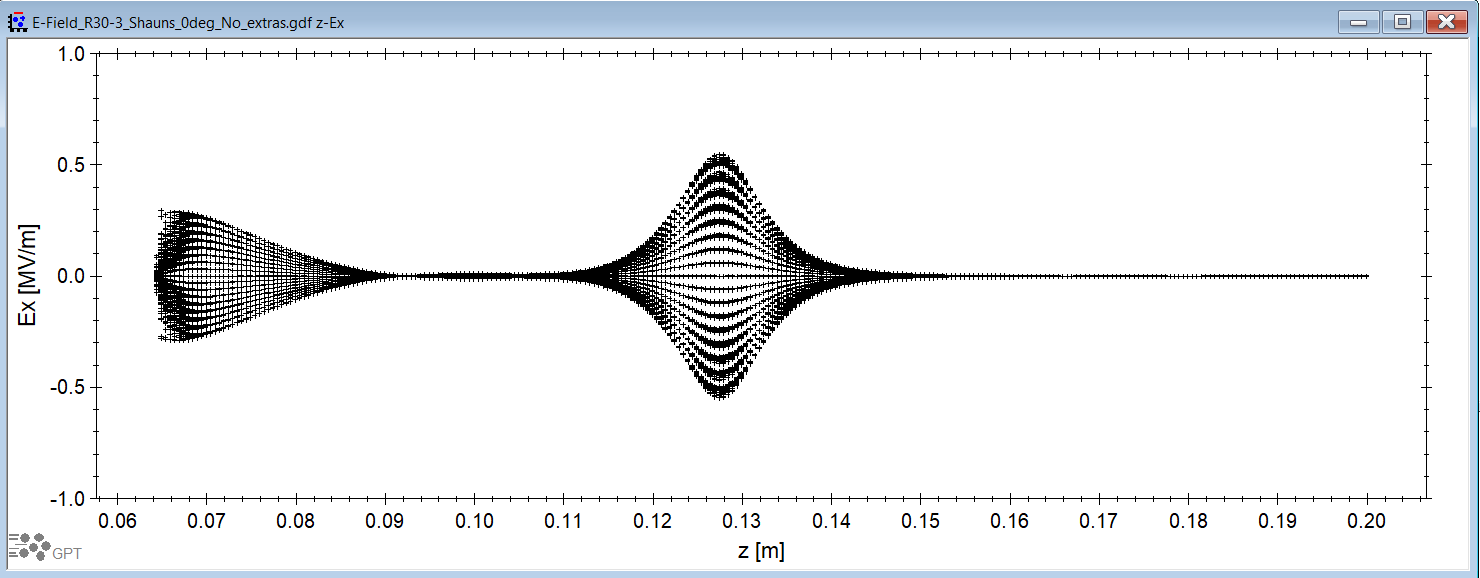 E-Field_R30-3_Shauns_0deg_No_extras.gdf z-Ex
1.0
0.5
0.0
-0.5
-1.0
Ex [MV/m]
0.06 0.07 0.08 0.09 0.10 0.11 0.12 0.13 0.14 0.15 0.16 0.17 0.18 0.19 0.20
z [m]
GPT